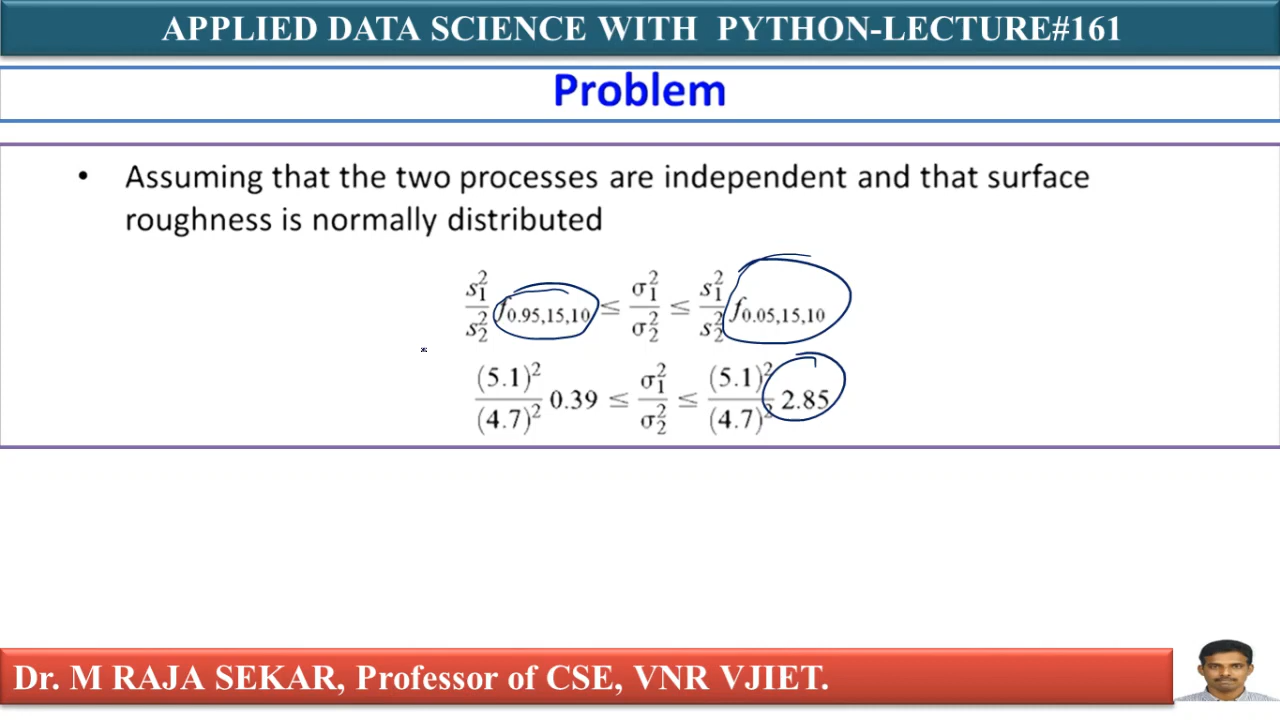 APPLIED DATA SCIENCE WITH PYTHON-LECTURE#161
Problem
• Assuming that the two processes are independent and that surface
roughness is normally distributed
s₁²/s₂² f₀.₉₅,₁₅,₁₀ ≤ σ₁²/σ₂² ≤ s₁²/s₂² f₀.₀₅,₁₅,₁₀
(5.1)²/(4.7)² 0.39 ≤ σ₁²/σ₂² ≤ (5.1)²/(4.7)² 2.85
Dr. M RAJA SEKAR, Professor of CSE, VNR VJIET.